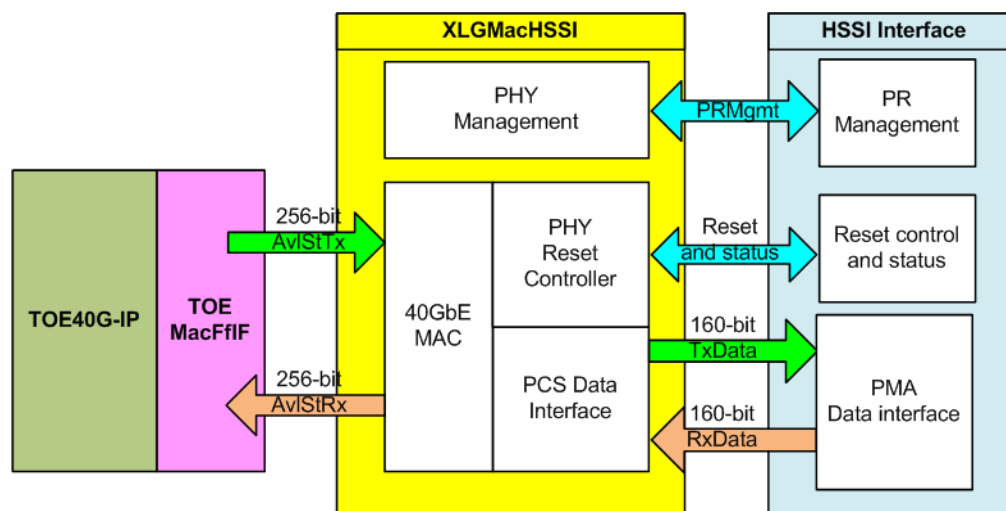 XLGMacHSSI
HSSI Interface
PHY
Management
PRMgmt
PR
Management
TOE40G-IP
TOE
MacFfIF
256-bit
AvlStTx
256-bit
AvlStRx
40GbE
MAC
PHY
Reset
Controller
PCS Data
Interface
Reset
and status
Reset control
and status
160-bit
TxData
160-bit
RxData
PMA
Data interface